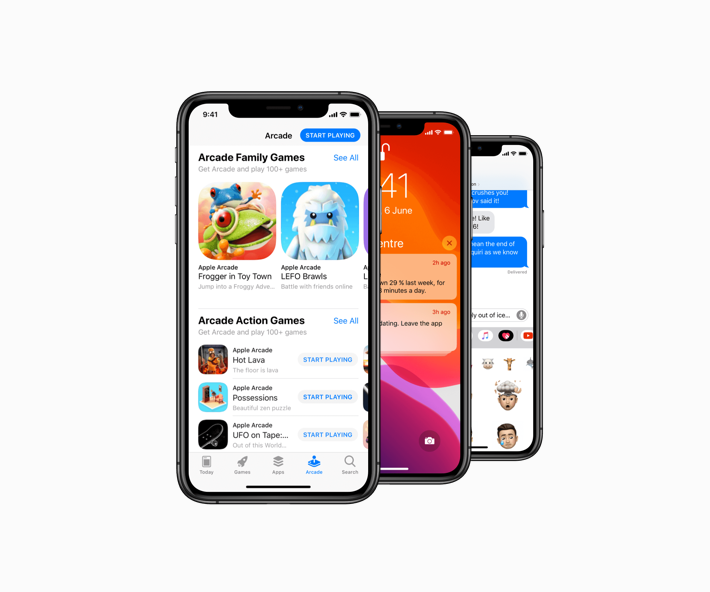 9:41
Arcade
START PLAYING
Arcade Family Games
See All
Get Arcade and play 100+ games
Apple Arcade
Frogger in Toy Town
Jump into a Froggy Adve...
Apple Arcade
LEFO Brawls
Battle with friends online
Arcade Action Games
See All
Get Arcade and play 100+ games
Apple Arcade
Hot Lava
The floor is lava
START PLAYING
Apple Arcade
Possessions
Beautiful zen puzzle
START PLAYING
Apple Arcade
UFO on Tape:...
Out of this World...
START PLAYING
Today
Games
Apps
Arcade
Search
41
6 June
entre
2h ago
wn 29 % last week, for
minutes a day.
3h ago
dating. Leave the app
crushes you!
said it!
e! Like
6!
mean the end of
as we know
Delivered
ly out of ice...